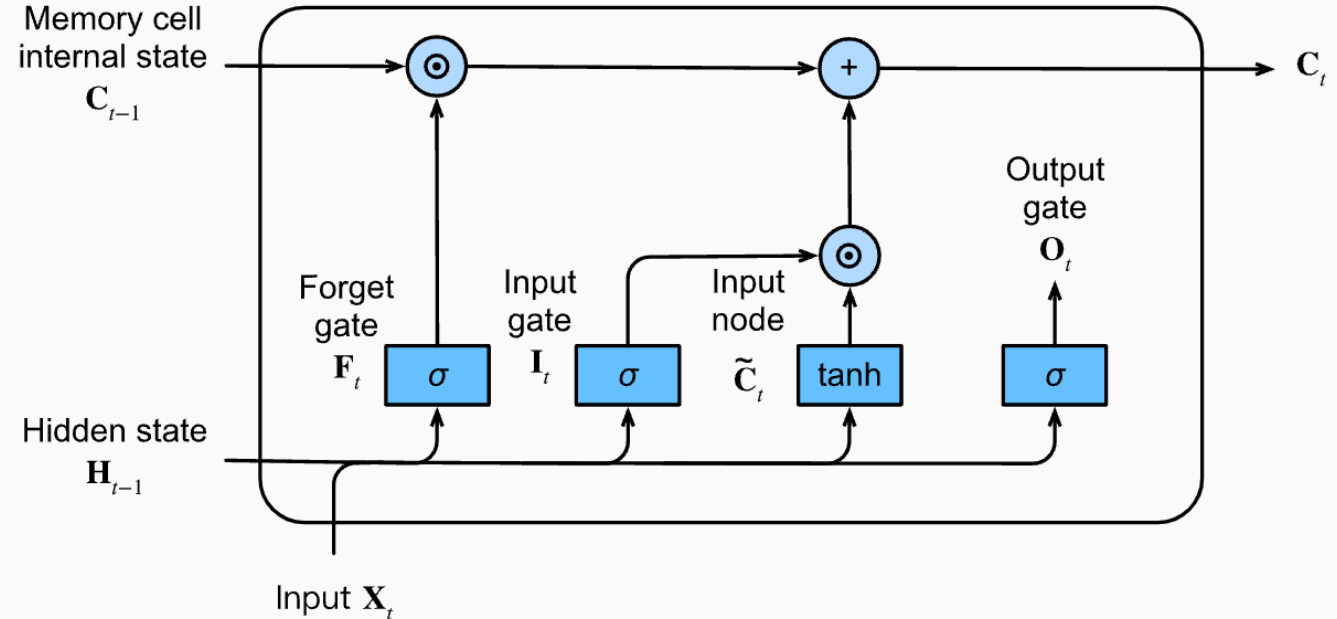 Memory cell
internal state
C_{t−1}
⊙
+
C_t
Output
gate
O_t
⊙
Forget
gate
F_t
σ
Input
gate
I_t
σ
Input
node
C̃_t
tanh
σ
Hidden state
H_{t−1}
Input X_t